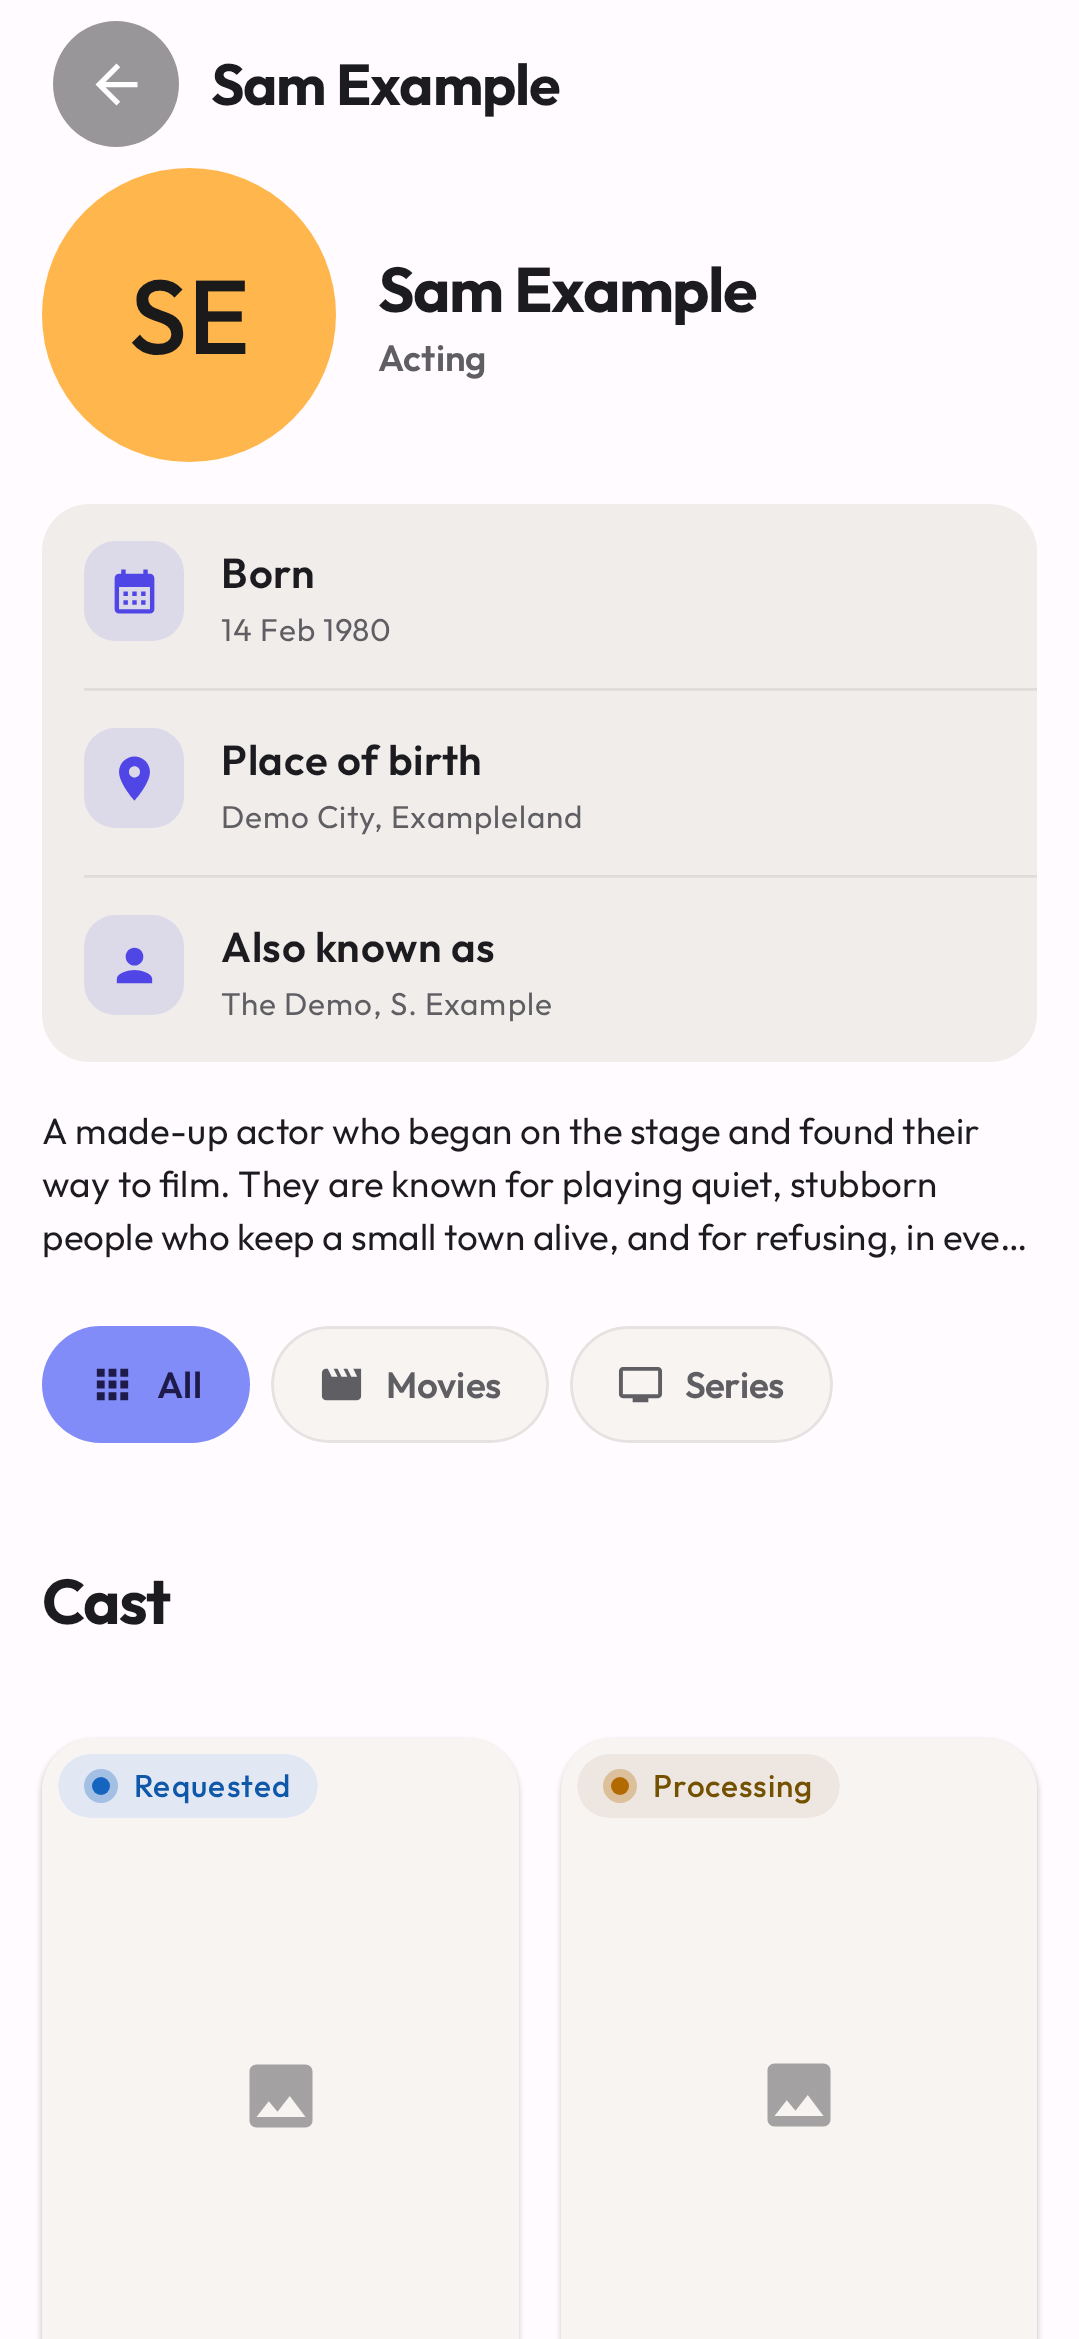 Sam Example
SE
Sam Example
Acting
Born
14 Feb 1980
Place of birth
Demo City, Exampleland
Also known as
The Demo, S. Example
A made-up actor who began on the stage and found their
way to film. They are known for playing quiet, stubborn
people who keep a small town alive, and for refusing, in eve…
All
Movies
Series
Cast
Requested
Processing